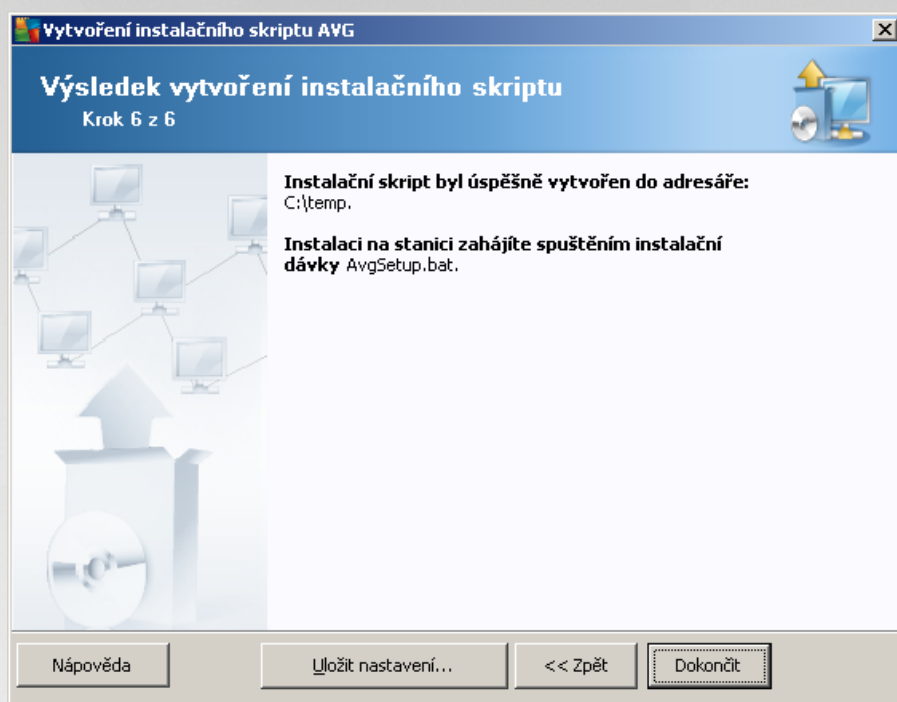 Vytvoření instalačního skriptu AVG
Výsledek vytvoření instalačního skriptu
Krok 6 z 6
Instalační skript byl úspěšně vytvořen do adresáře:
C:\temp.
Instalaci na stanici zahájíte spuštěním instalační
dávky AvgSetup.bat.
Nápověda
Uložit nastavení...
<< Zpět
Dokončit